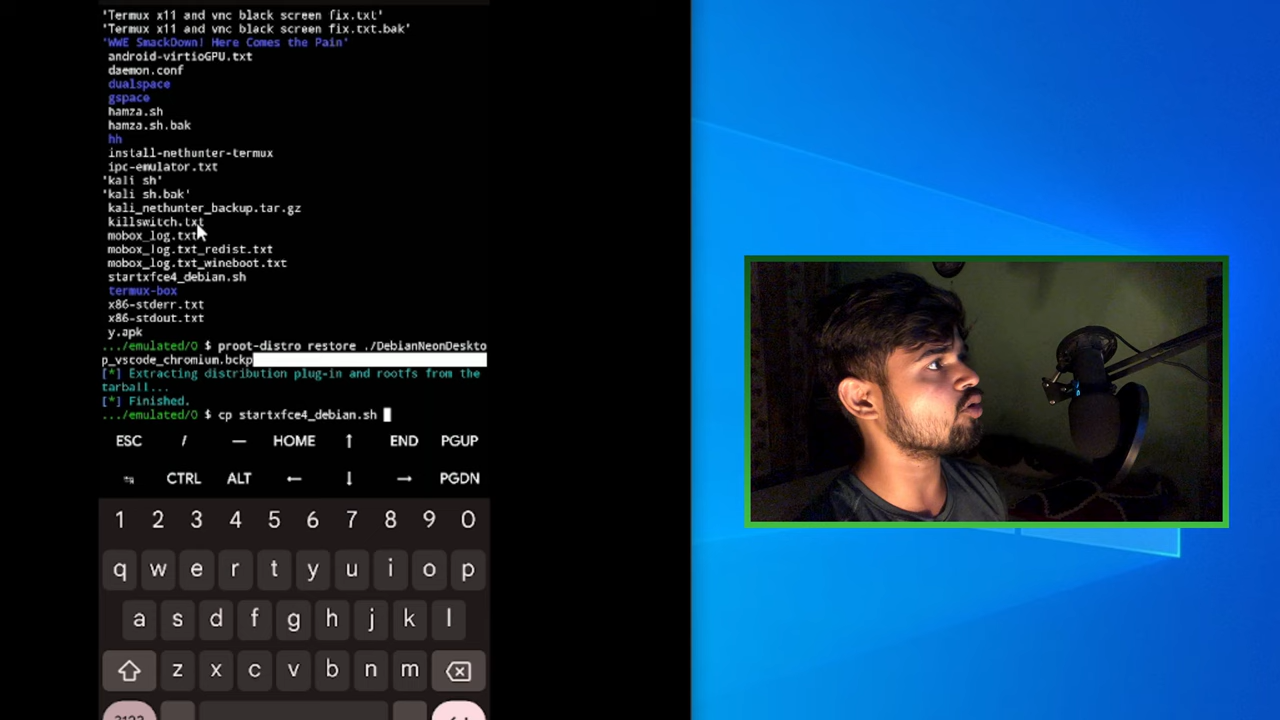 'Termux x11 and vnc black screen fix.txt'
'Termux x11 and vnc black screen fix.txt.bak'
'WWE SmackDown! Here Comes the Pain'
android-virtioGPU.txt
daemon.conf
dualspace
gspace
hamza.sh
hamza.sh.bak
hh
install-nethunter-termux
ipc-emulator.txt
'kali sh'
'kali sh.bak'
kali_nethunter_backup.tar.gz
killswitch.txt
mobox_log.txt
mobox_log.txt_redist.txt
mobox_log.txt_wineboot.txt
startxfce4_debian.sh
termux-box
x86-stderr.txt
x86-stdout.txt
y.apk
.../emulated/0 $ proot-distro restore ./DebianNeonDeskto
p_vscode_chromium.bckp
[*] Extracting distribution plug-in and rootfs from the
tarball...
[*] Finished.
.../emulated/0 $ cp startxfce4_debian.sh
ESC / — HOME ↑ END PGUP
↹ CTRL ALT ← ↓ → PGDN
1 2 3 4 5 6 7 8 9 0
q w e r t y u i o p
a s d f g h j k l
z x c v b n m